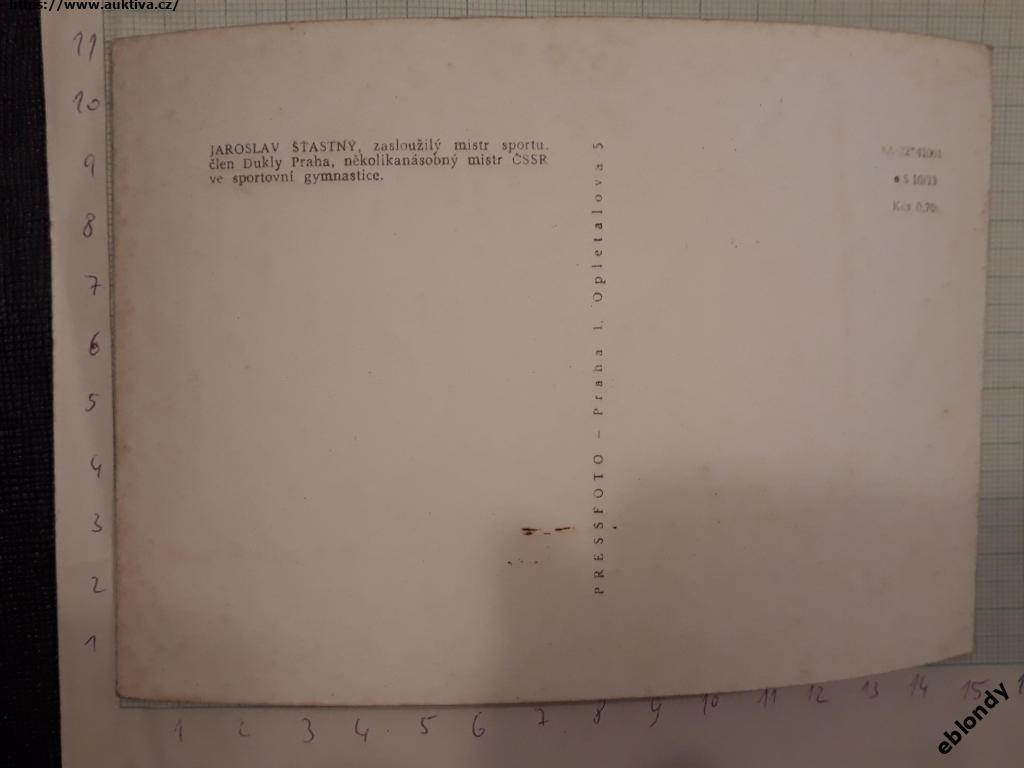 https://www.auktiva.cz/
JAROSLAV ŠŤASTNÝ, zasloužilý mistr sportu,
člen Dukly Praha, několikanásobný mistr ČSSR
ve sportovní gymnastice.
PRESSFOTO – Praha 1, Opletalova 5
S 10/13
Kčs 0,70
11
10
9
8
7
6
5
4
3
2
1
1 2 3 4 5 6 7 8 9 10 11 12 13 14 15
eblondy